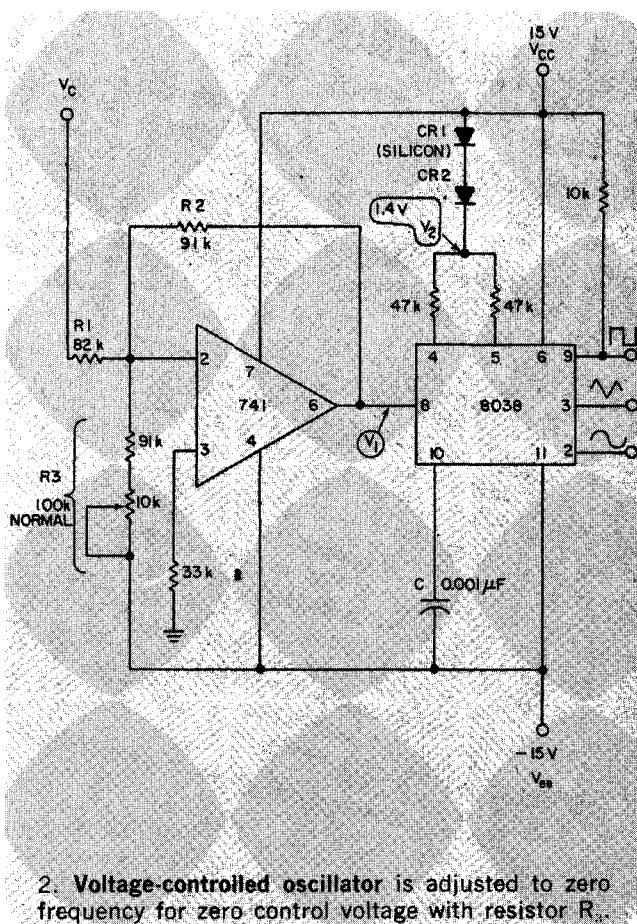 15 V
V_CC
V_C
CR1
(SILICON)
CR2
10k
R2
91k
1.4V
V_2
47k
47k
R1
82k
2
7
4
5
6
9
741
6
8
8038
3
3
4
V_1
10
11
2
91k
R3
100k
NORMAL
10k
33k
C
0.001μF
-15V
V_ee
2. Voltage-controlled oscillator is adjusted to zero
frequency for zero control voltage with resistor R